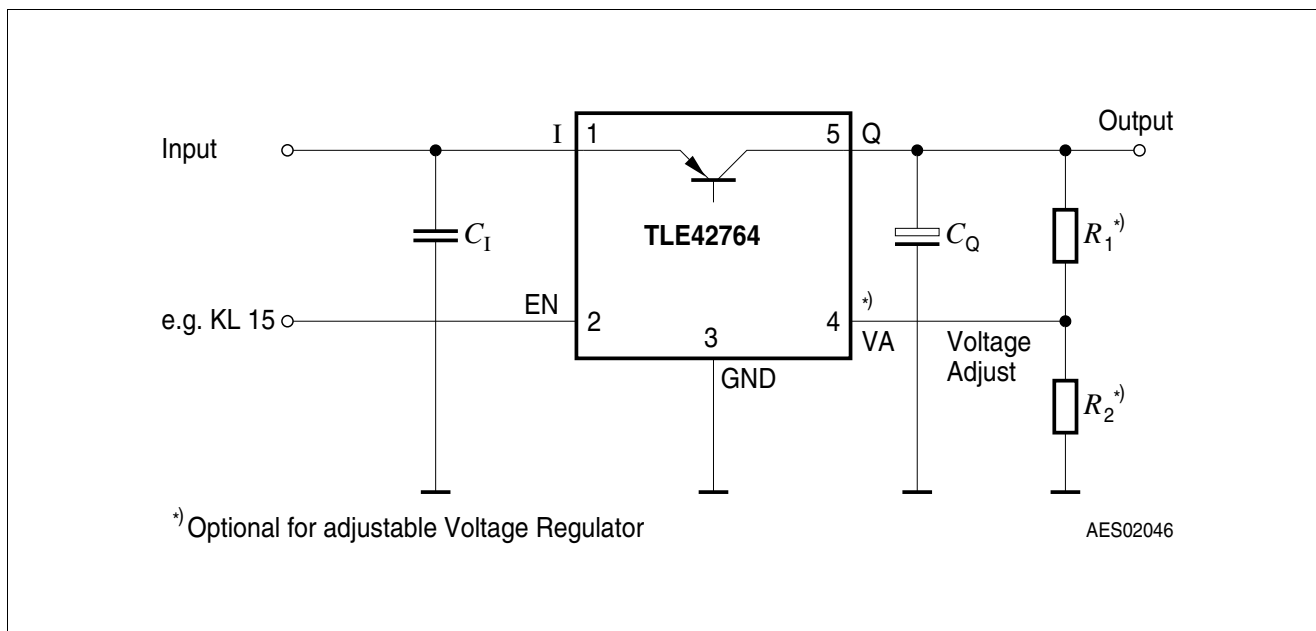 Input
I
1
5
Q
Output
TLE42764
C_I
C_Q
R_1*)
e.g. KL 15
EN
2
3
GND
4
*)
VA
Voltage
Adjust
R_2*)
*) Optional for adjustable Voltage Regulator
AES02046